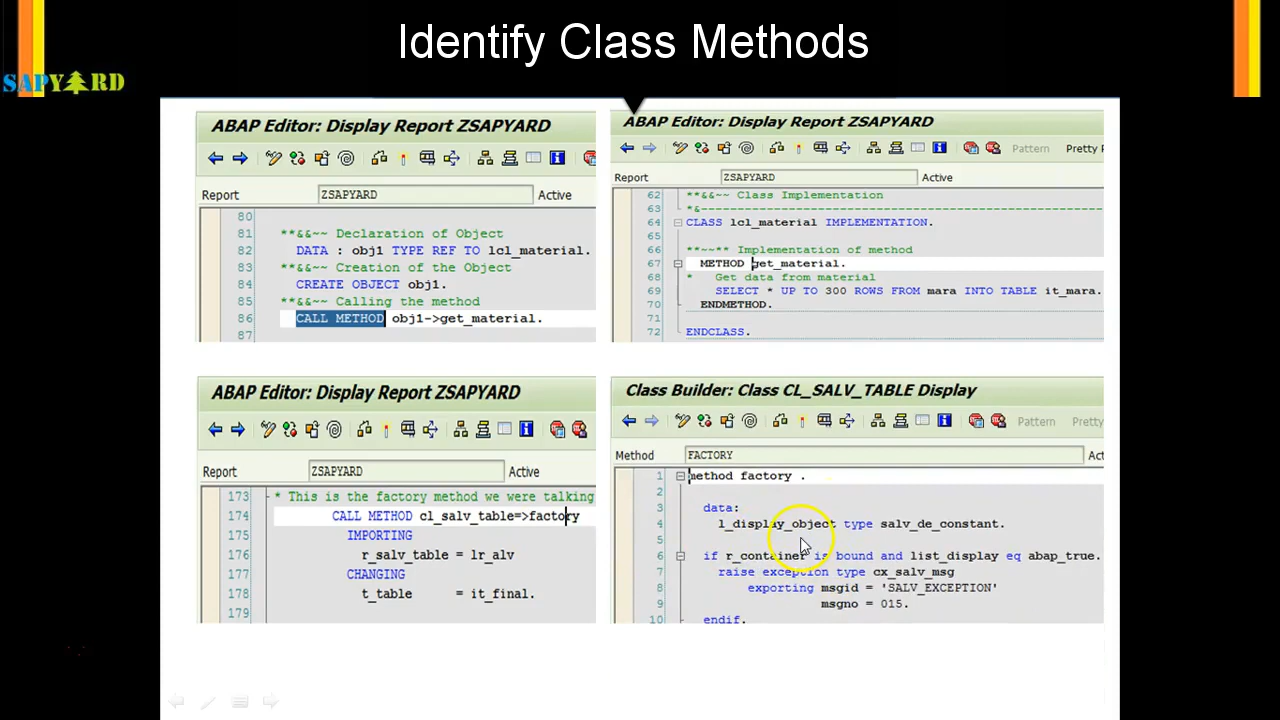 Identify Class Methods
SAPYARD
ABAP Editor: Display Report ZSAPYARD
Report ZSAPYARD Active
80
81 **&&~~ Declaration of Object
82 DATA : obj1 TYPE REF TO lcl_material.
83 **&&~~ Creation of the Object
84 CREATE OBJECT obj1.
85 **&&~~ Calling the method
86 CALL METHOD obj1->get_material.
87
ABAP Editor: Display Report ZSAPYARD
Pattern Pretty P
Report ZSAPYARD Active
62 **&&~~ Class Implementation
63 *&----------------------------------------------------
64 CLASS lcl_material IMPLEMENTATION.
65
66 **~~** Implementation of method
67 METHOD get_material.
68 * Get data from material
69 SELECT * UP TO 300 ROWS FROM mara INTO TABLE it_mara.
70 ENDMETHOD.
71
72 ENDCLASS.
ABAP Editor: Display Report ZSAPYARD
Report ZSAPYARD Active
173 * This is the factory method we were talking
174 CALL METHOD cl_salv_table=>factory
175 IMPORTING
176 r_salv_table = lr_alv
177 CHANGING
178 t_table = it_final.
179
Class Builder: Class CL_SALV_TABLE Display
Pattern Pretty
Method FACTORY Act
1 method factory .
2
3 data:
4 l_display_object type salv_de_constant.
5
6 if r_container is bound and list_display eq abap_true.
7 raise exception type cx_salv_msg
8 exporting msgid = 'SALV_EXCEPTION'
9 msgno = 015.
10 endif.